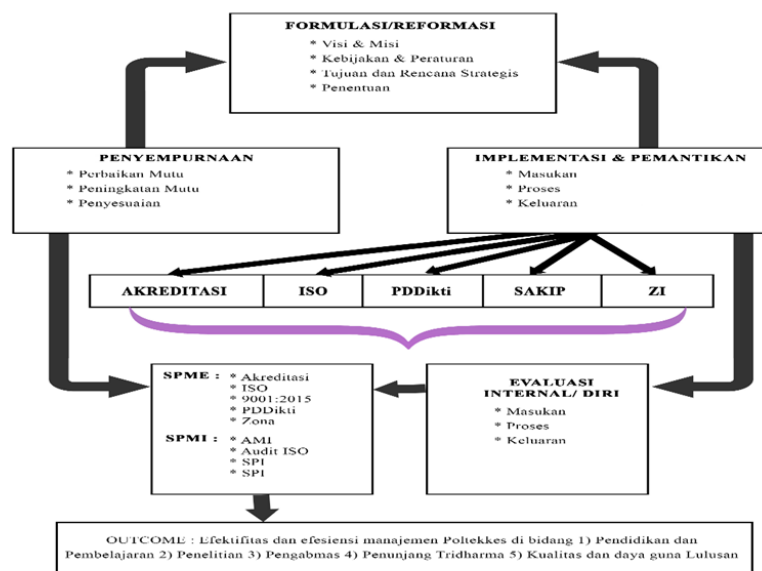 FORMULASI/REFORMASI
* Visi & Misi
* Kebijakan & Peraturan
* Tujuan dan Rencana Strategis
* Penentuan
PENYEMPURNAAN
* Perbaikan Mutu
* Peningkatan Mutu
* Penyesuaian
IMPLEMENTASI & PEMANTIKAN
* Masukan
* Proses
* Keluaran
AKREDITASI
ISO
PDDikti
SAKIP
ZI
SPME : * Akreditasi
* ISO
* 9001:2015
* PDDikti
* Zona
SPMI : * AMI
* Audit ISO
* SPI
* SPI
EVALUASI
INTERNAL/ DIRI
* Masukan
* Proses
* Keluaran
OUTCOME : Efektifitas dan efesiensi manajemen Poltekkes di bidang 1) Pendidikan dan
Pembelajaran 2) Penelitian 3) Pengabmas 4) Penunjang Tridharma 5) Kualitas dan daya guna Lulusan